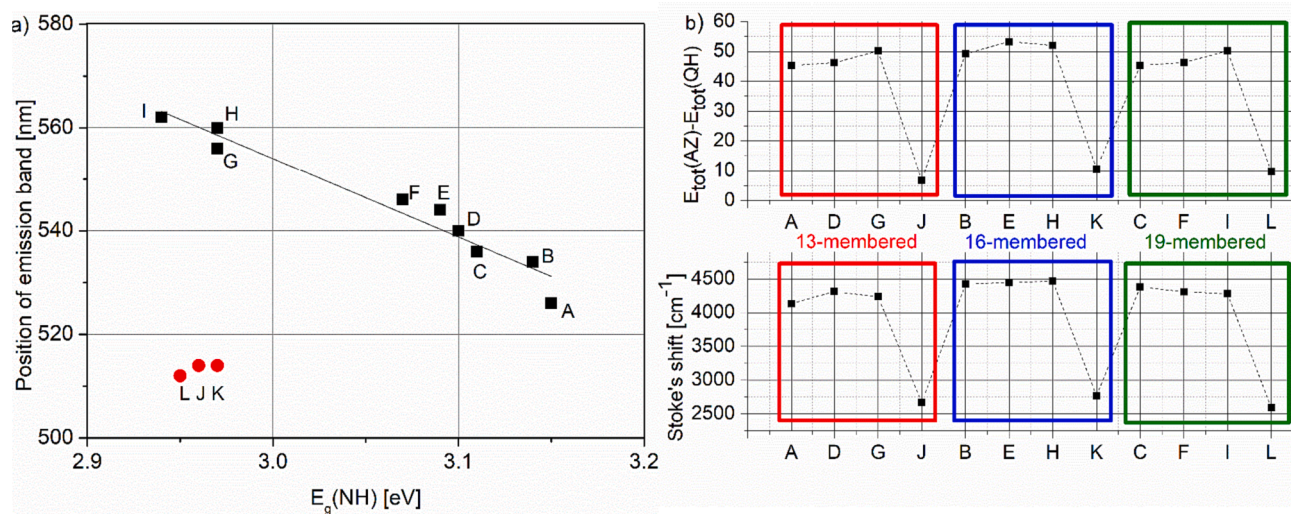 a)
580
560
540
520
500
Position of emission band [nm]
I
H
G
F
E
D
C
B
A
L J K
2.9
3.0
3.1
3.2
Eg(NH) [eV]
b)
Etot(AZ)-Etot(QH)
60
50
40
30
20
10
0
A D G J B E H K C F I L
13-membered
16-membered
19-membered
Stoke's shift [cm⁻¹]
4500
4000
3500
3000
2500
A D G J B E H K C F I L